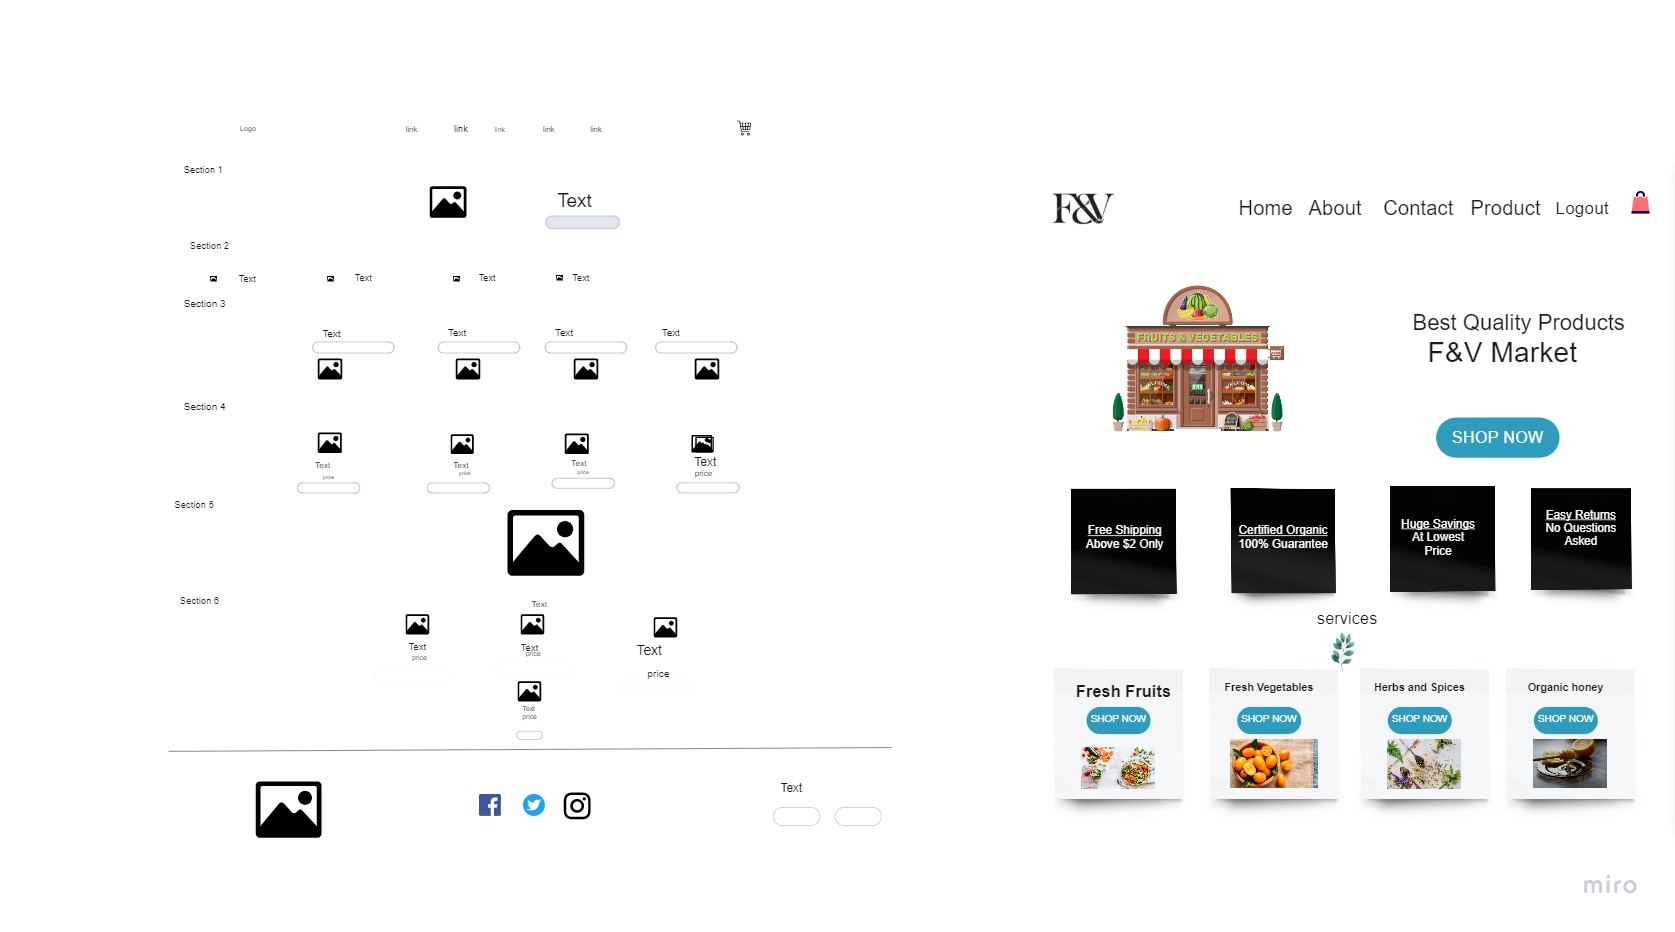 Logo
link
link
link
link
link
Section 1
Text
Section 2
Text
Text
Text
Text
Section 3
Text
Text
Text
Text
Section 4
Text
price
Text
price
Text
price
Text
price
Section 5
Section 6
Text
Text
price
Text
price
Text
price
Text
price
Text
F&V
Home About Contact Product Logout
FRUITS & VEGETABLES
WELCOME
WELCOME
OPEN
Best Quality Products
F&V Market
SHOP NOW
Free Shipping
Above $2 Only
Certified Organic
100% Guarantee
Huge Savings
At Lowest
Price
Easy Returns
No Questions
Asked
services
Fresh Fruits
SHOP NOW
Fresh Vegetables
SHOP NOW
Herbs and Spices
SHOP NOW
Organic honey
SHOP NOW
miro